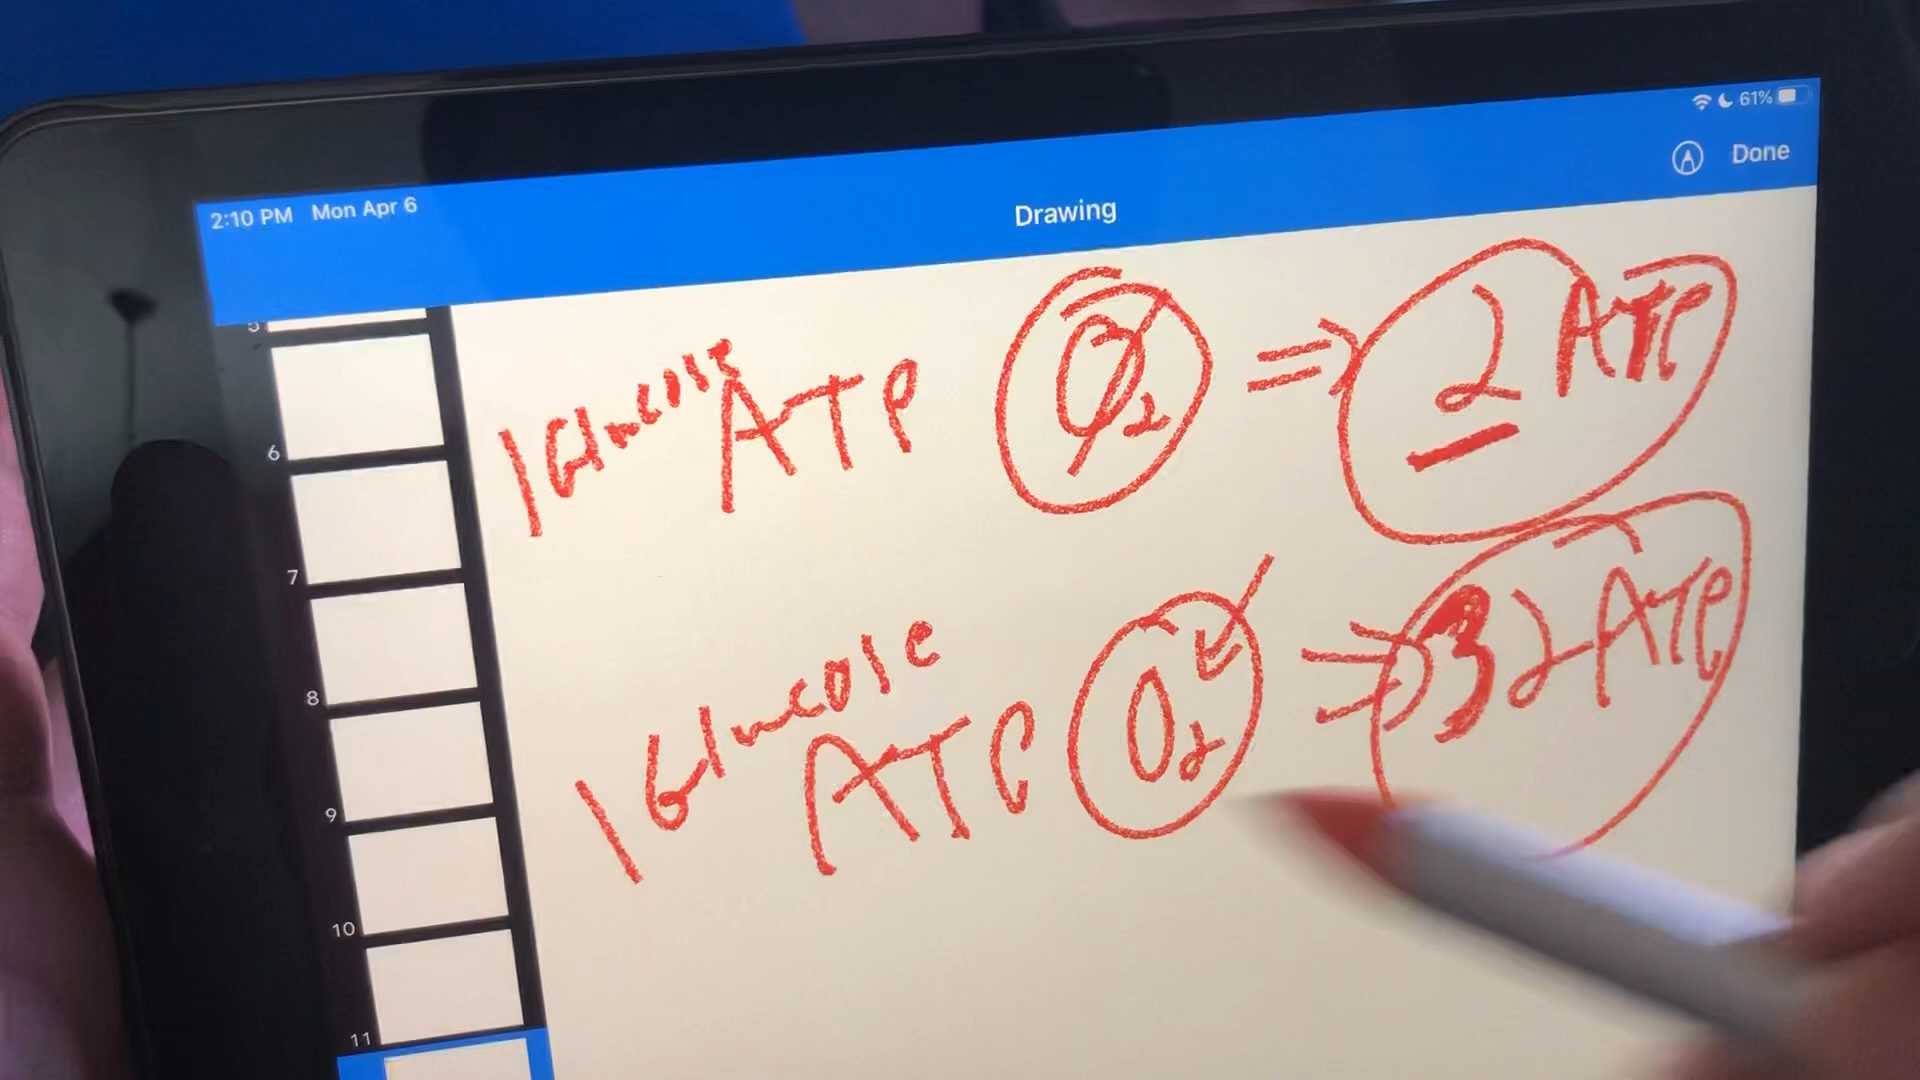 61%
Done
2:10 PM Mon Apr 6
Drawing
1 Glucose
ATP O2 => 2 ATP
1 Glucose
ATP O2 => 32 ATP
5
6
7
8
9
10
11